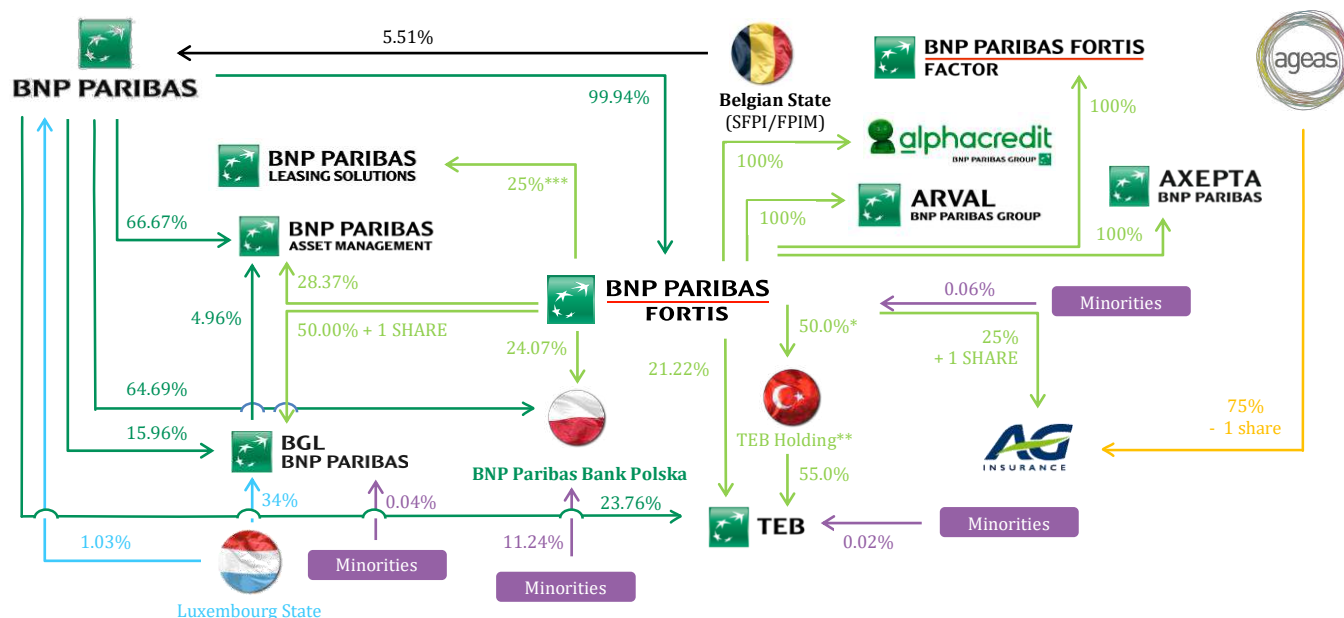 5.51%
BNP PARIBAS
99.94%
Belgian State
(SFPI/FPIM)
BNP PARIBAS FORTIS
FACTOR
ageas
100%
alphacredit
BNP PARIBAS GROUP
100%
BNP PARIBAS
LEASING SOLUTIONS
25%***
ARVAL
BNP PARIBAS GROUP
100%
AXEPTA
BNP PARIBAS
100%
66.67%
BNP PARIBAS
ASSET MANAGEMENT
28.37%
4.96%
50.00% + 1 SHARE
BNP PARIBAS
FORTIS
0.06%
Minorities
24.07%
21.22%
50.0%*
25%
+ 1 SHARE
64.69%
15.96%
BGL
BNP PARIBAS
TEB Holding**
AG
INSURANCE
75%
- 1 share
BNP Paribas Bank Polska
55.0%
34%
0.04%
23.76%
TEB
Minorities
0.02%
1.03%
Minorities
11.24%
Minorities
Luxembourg State